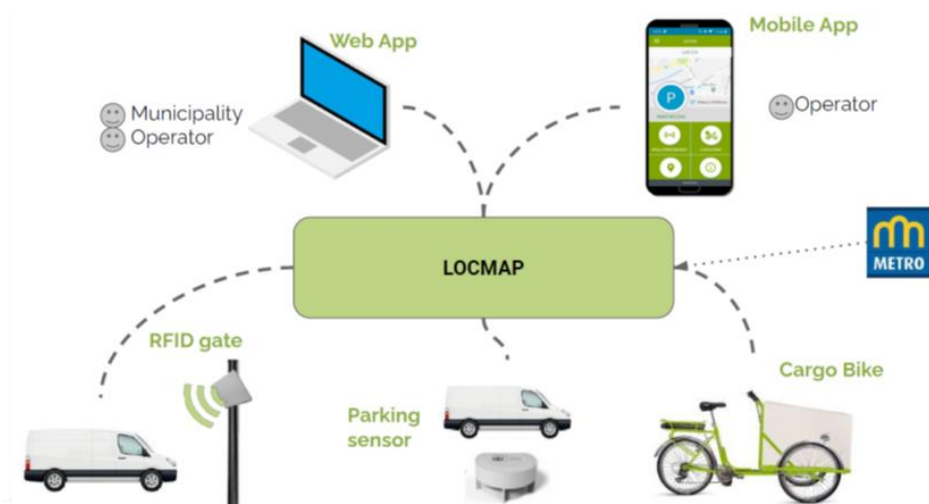 Web App
Mobile App
Municipality
Operator
Operator
P
LOCMAP
METRO
RFID gate
Parking
sensor
Cargo Bike